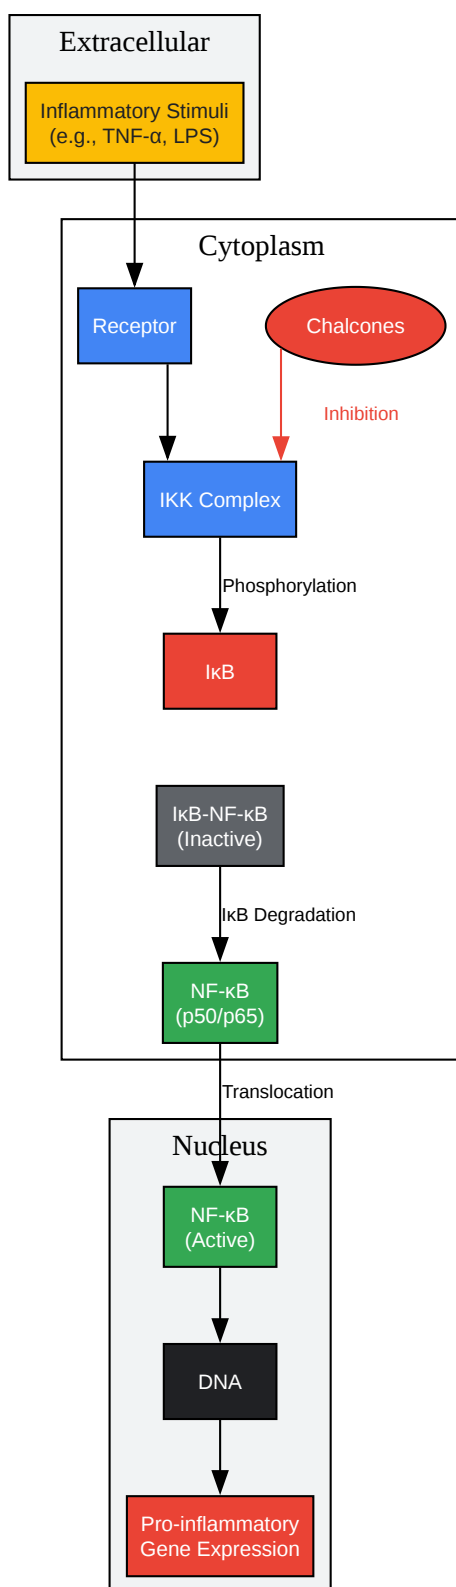 Extracellular
Inflammatory Stimuli
(e.g., TNF-α, LPS)
Cytoplasm
Receptor
Chalcones
Inhibition
IKK Complex
Phosphorylation
IκB
IκB-NF-κB
(Inactive)
IκB Degradation
NF-κB
(p50/p65)
Translocation
Nucleus
NF-κB
(Active)
DNA
Pro-inflammatory
Gene Expression